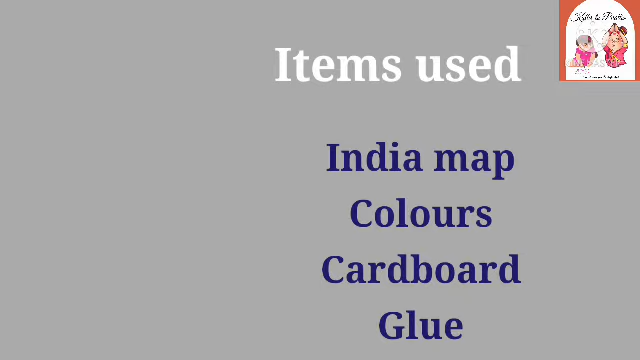 Items used
India map
Colours
Cardboard
Glue